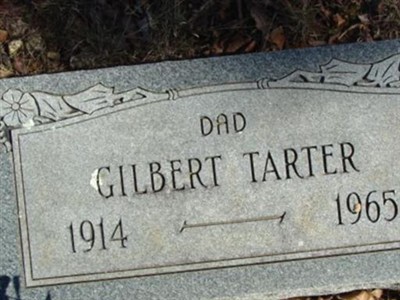 DAD
GILBERT TARTER
1914 — 1965